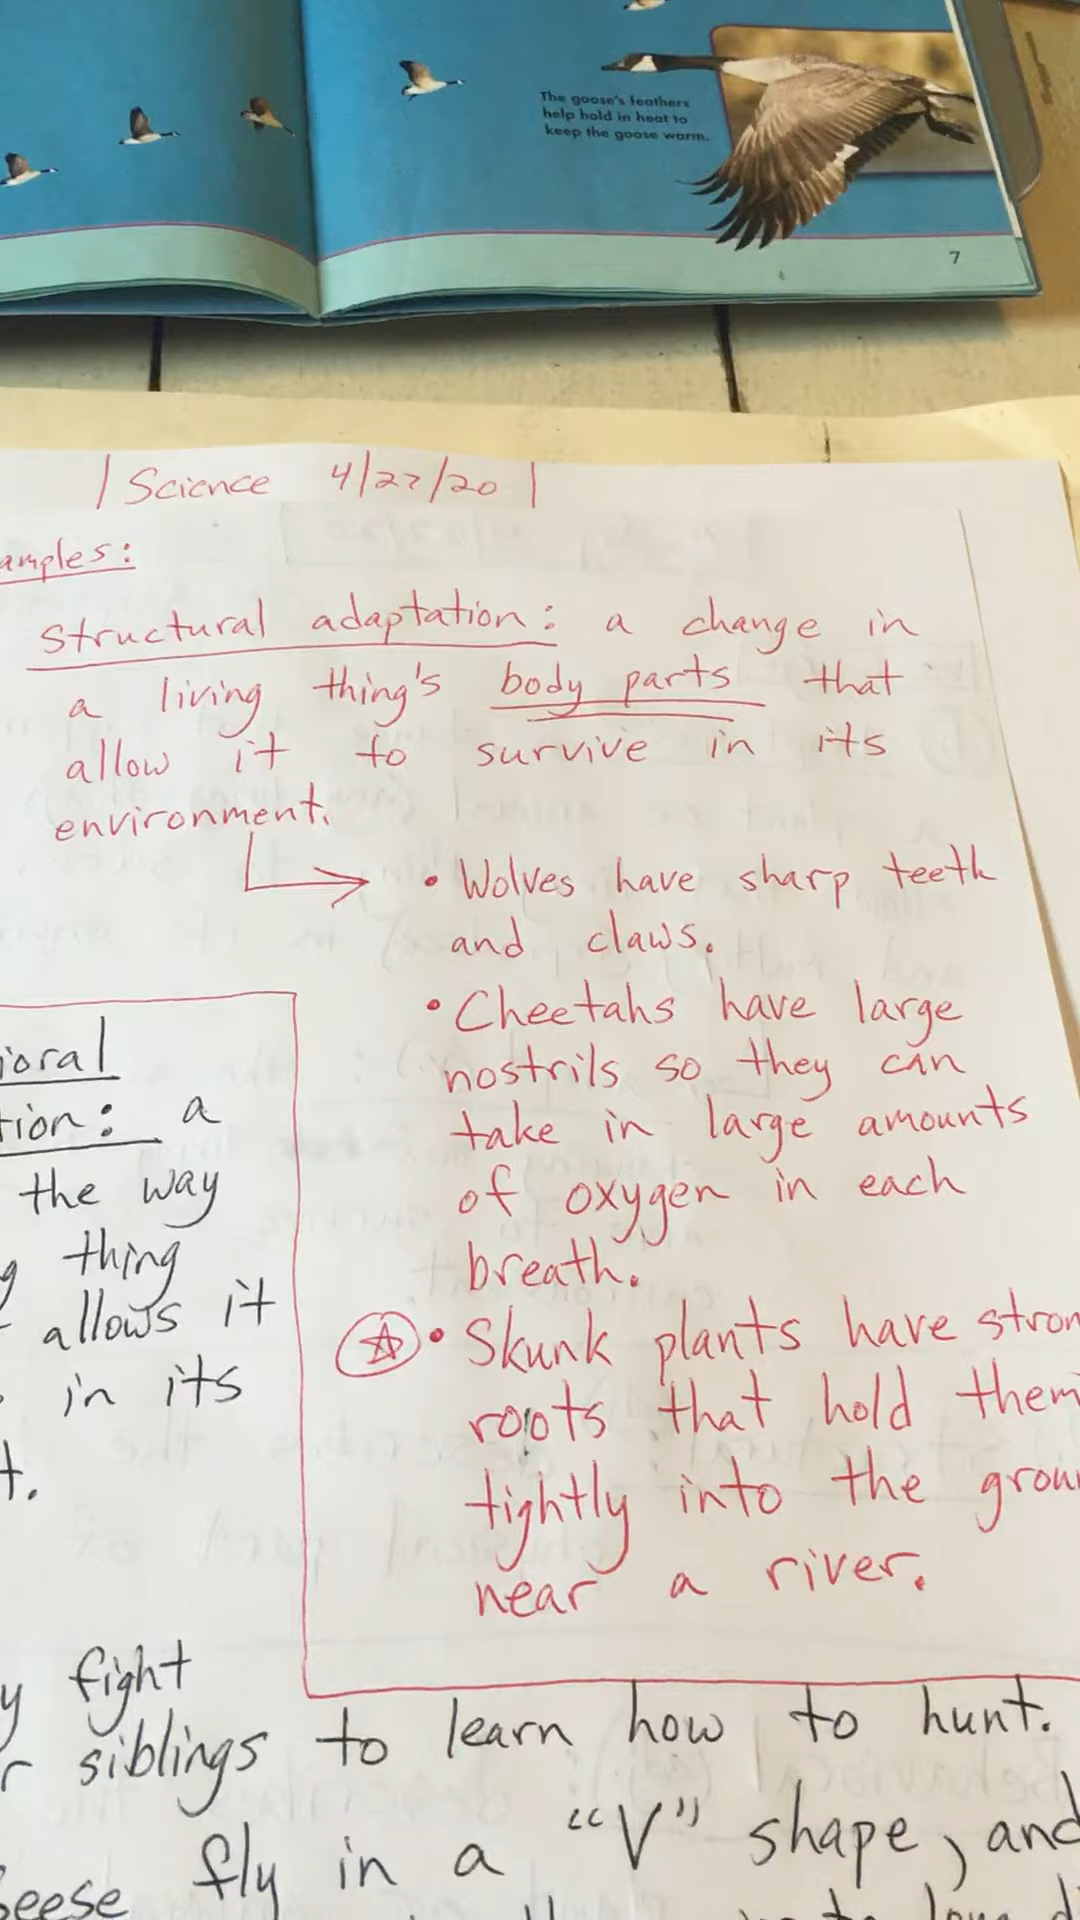 The goose's feathers
help hold in heat to
keep the goose warm.
7
Science 4/27/20
amples:
Structural adaptation: a change in
a living thing's body parts that
allow it to survive in its
environment.
• Wolves have sharp teeth
and claws.
• Cheetahs have large
nostrils so they can
take in large amounts
of oxygen in each
breath.
• Skunk plants have stron
roots that hold them
tightly into the groun
near a river.
ioral
tion: a
the way
g thing
allows it
in its
t.
y fight
r siblings to learn how to hunt.
Geese fly in a "V" shape, and